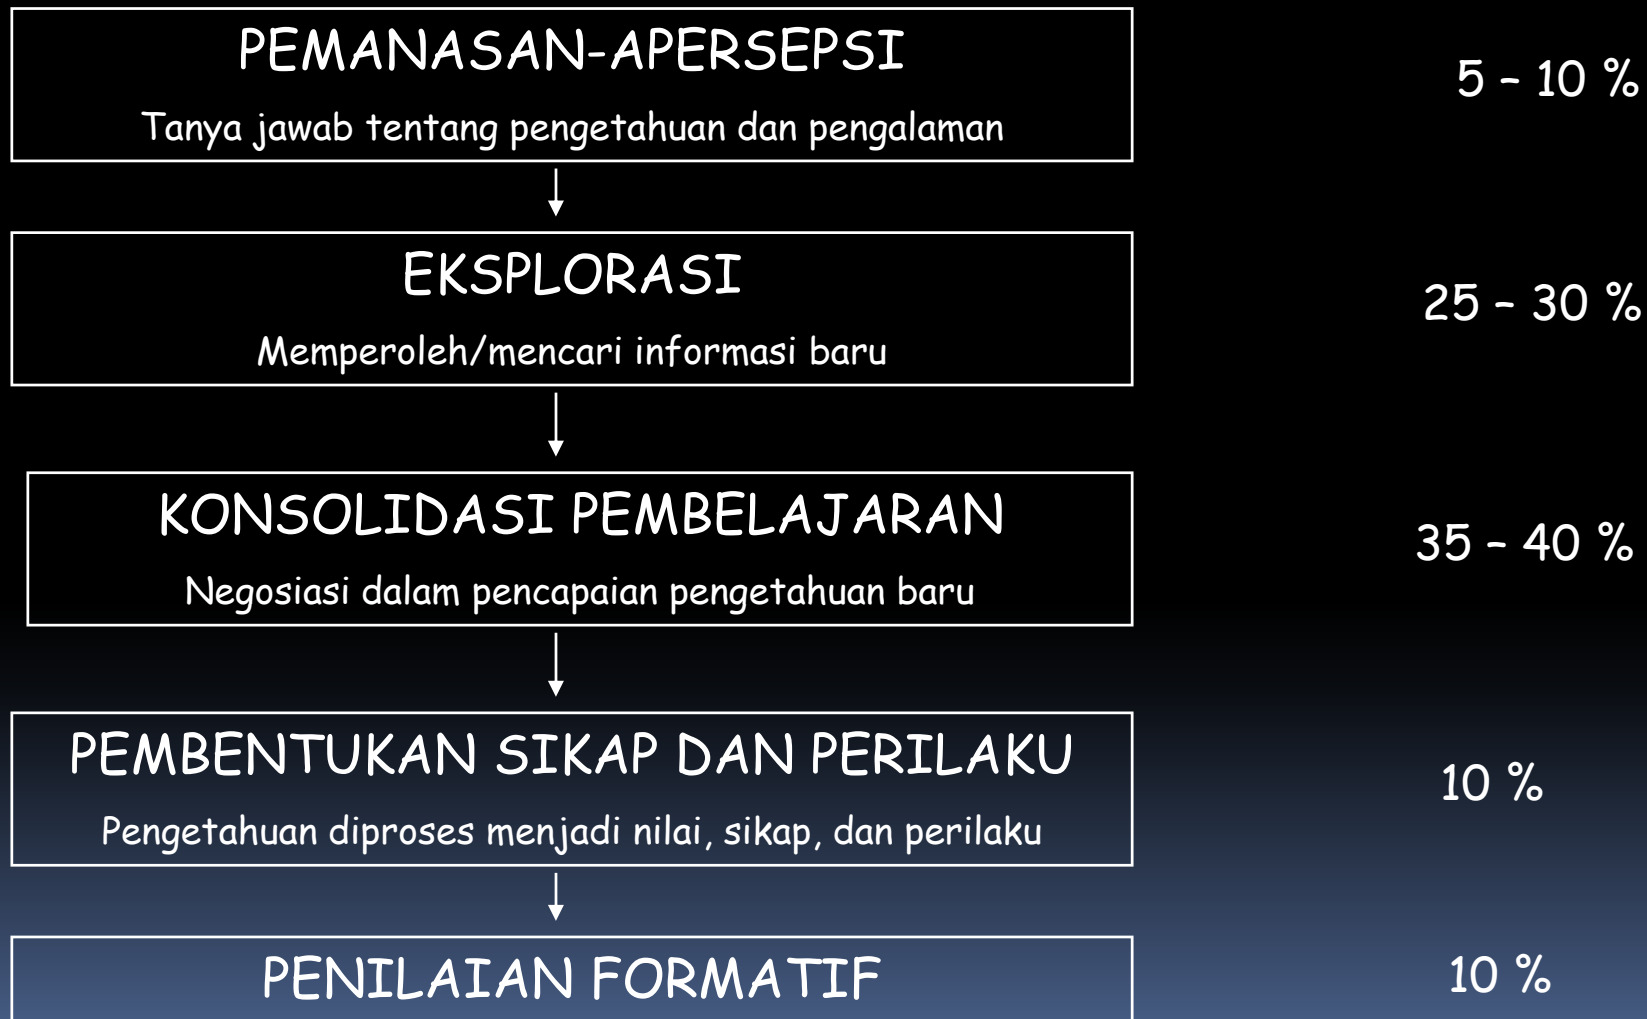 PEMANASAN-APERSEPSI
Tanya jawab tentang pengetahuan dan pengalaman
5 – 10 %
EKSPLORASI
Memperoleh/mencari informasi baru
25 – 30 %
KONSOLIDASI PEMBELAJARAN
Negosiasi dalam pencapaian pengetahuan baru
35 – 40 %
PEMBENTUKAN SIKAP DAN PERILAKU
Pengetahuan diproses menjadi nilai, sikap, dan perilaku
10 %
PENILAIAN FORMATIF
10 %